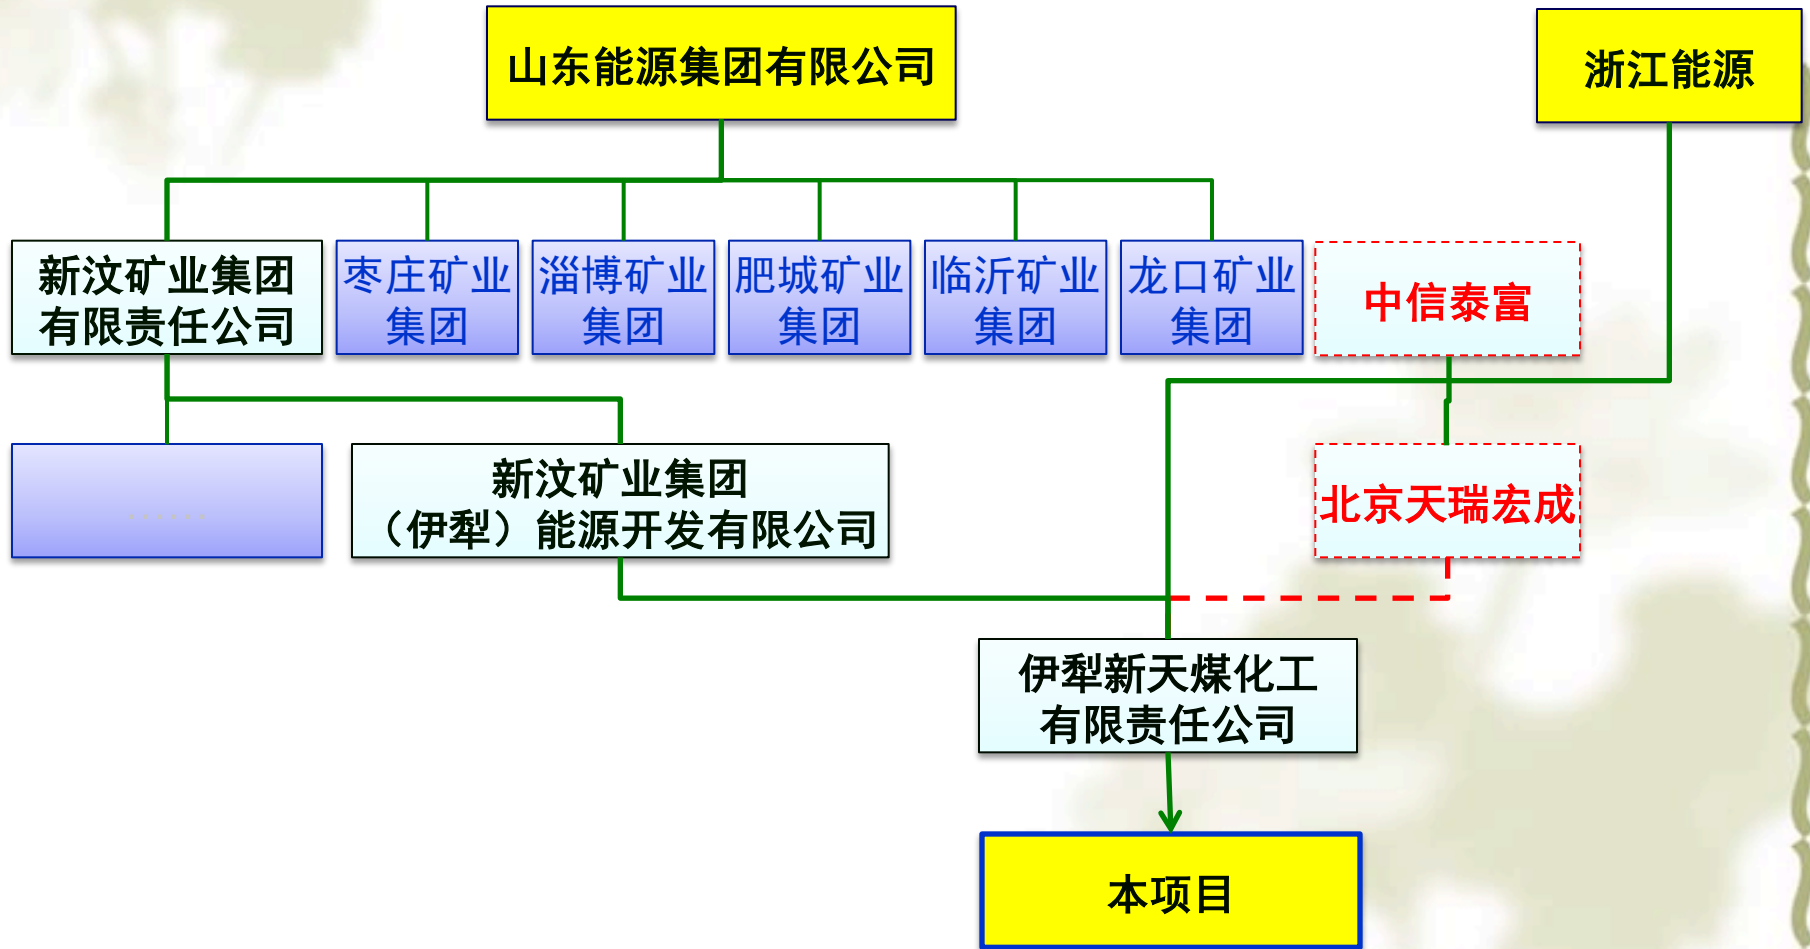 山东能源集团有限公司
浙江能源
新汶矿业集团
有限责任公司
枣庄矿业
集团
淄博矿业
集团
肥城矿业
集团
临沂矿业
集团
龙口矿业
集团
中信泰富
......
新汶矿业集团
（伊犁）能源开发有限公司
北京天瑞宏成
伊犁新天煤化工
有限责任公司
本项目